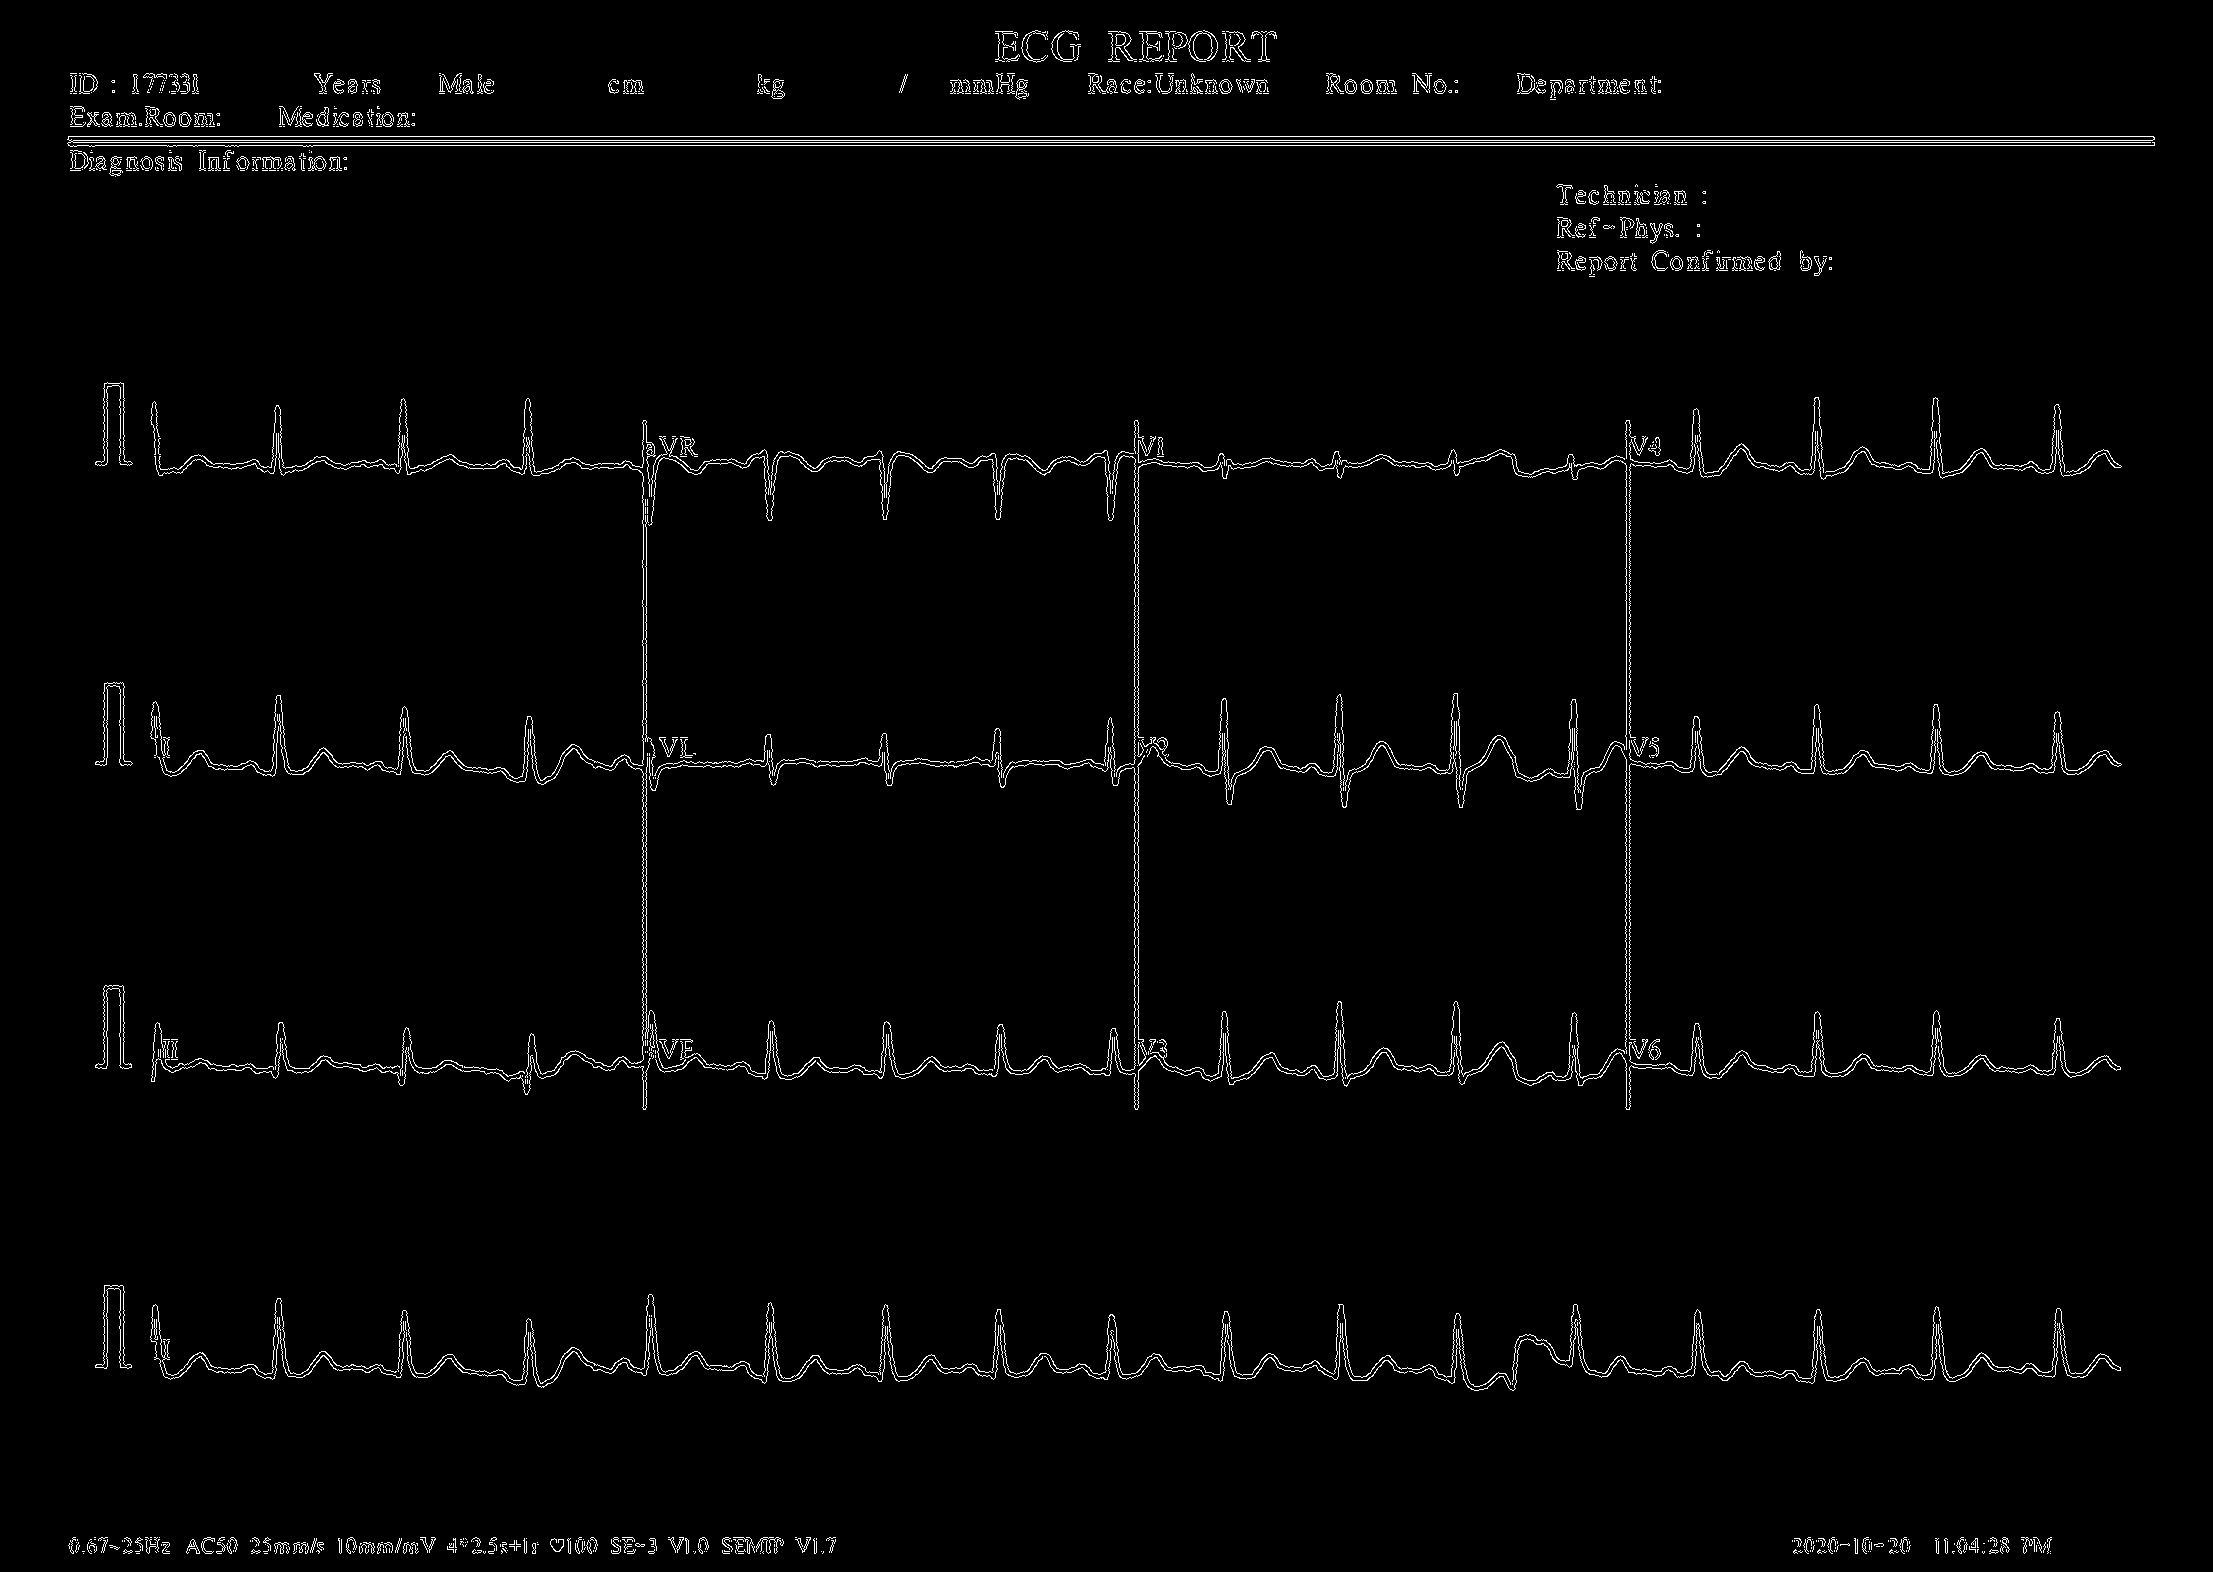 ECG REPORT
ID : 177331 Years Male cm kg / mmHg Race:Unknown Room No.: Department:
Exam.Room: Medication:
Diagnosis Information:
Technician :
Ref-Phys. :
Report Confirmed by:
aVR V1 V4
II aVL V2 V5
III aVF V3 V6
II
0.67~25Hz AC50 25mm/s 10mm/mV 4*2.5s+1r ♡100 SE-3 V1.0 SEMIP V1.7
2020-10-20 11:04:28 PM